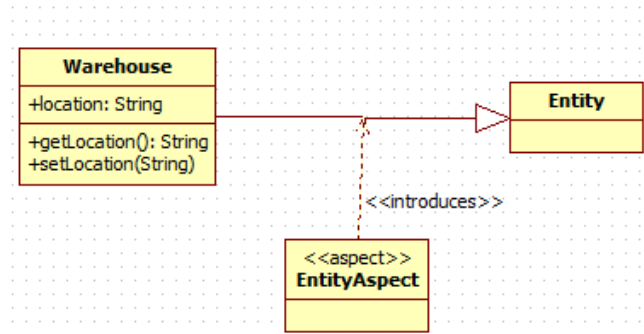 Warehouse
+location: String
+getLocation(): String
+setLocation(String)
Entity
<<introduces>>
<<aspect>>
EntityAspect